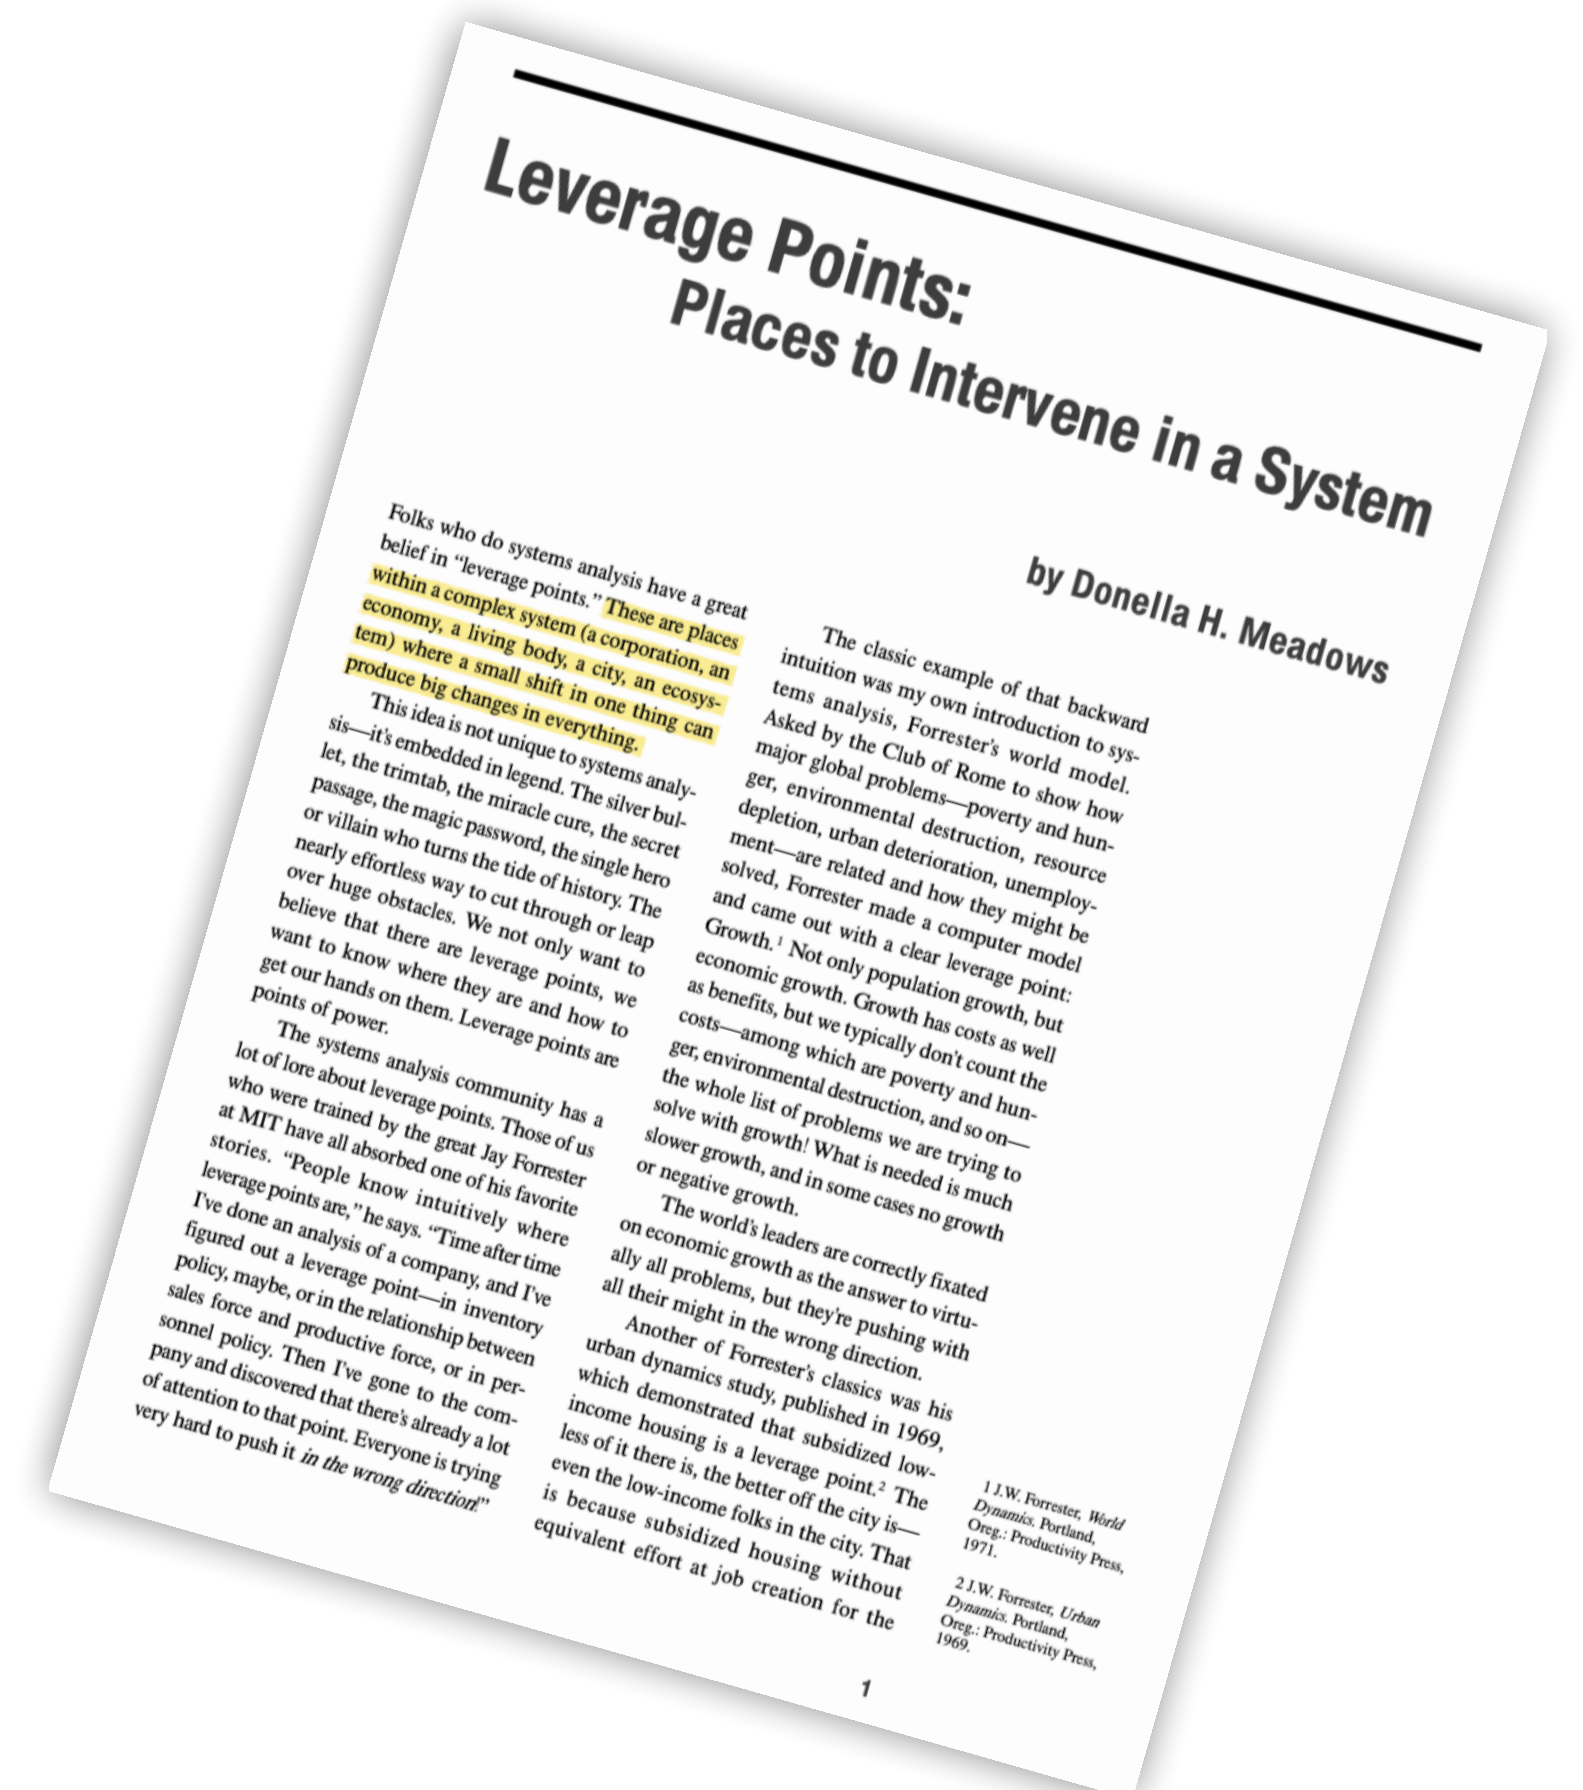 Leverage Points:
Places to Intervene in a System
by Donella H. Meadows
Folks who do systems analysis have a great
belief in “leverage points.” These are places
within a complex system (a corporation, an
economy, a living body, a city, an ecosys-
tem) where a small shift in one thing can
produce big changes in everything.
This idea is not unique to systems analy-
sis—it’s embedded in legend. The silver bul-
let, the trimtab, the miracle cure, the secret
passage, the magic password, the single hero
or villain who turns the tide of history. The
nearly effortless way to cut through or leap
over huge obstacles. We not only want to
believe that there are leverage points, we
want to know where they are and how to
get our hands on them. Leverage points are
points of power.
The systems analysis community has a
lot of lore about leverage points. Those of us
who were trained by the great Jay Forrester
at MIT have all absorbed one of his favorite
stories. “People know intuitively where
leverage points are,” he says. “Time after time
I’ve done an analysis of a company, and I’ve
figured out a leverage point—in inventory
policy, maybe, or in the relationship between
sales force and productive force, or in per-
sonnel policy. Then I’ve gone to the com-
pany and discovered that there’s already a lot
of attention to that point. Everyone is trying
very hard to push it in the wrong direction!”
The classic example of that backward
intuition was my own introduction to sys-
tems analysis, Forrester’s world model.
Asked by the Club of Rome to show how
major global problems—poverty and hun-
ger, environmental destruction, resource
depletion, urban deterioration, unemploy-
ment—are related and how they might be
solved, Forrester made a computer model
and came out with a clear leverage point:
Growth.1 Not only population growth, but
economic growth. Growth has costs as well
as benefits, but we typically don’t count the
costs—among which are poverty and hun-
ger, environmental destruction, and so on—
the whole list of problems we are trying to
solve with growth! What is needed is much
slower growth, and in some cases no growth
or negative growth.
The world’s leaders are correctly fixated
on economic growth as the answer to virtu-
ally all problems, but they’re pushing with
all their might in the wrong direction.
Another of Forrester’s classics was his
urban dynamics study, published in 1969,
which demonstrated that subsidized low-
income housing is a leverage point.2 The
less of it there is, the better off the city is—
even the low-income folks in the city. That
is because subsidized housing without
equivalent effort at job creation for the
1 J.W. Forrester, World
Dynamics. Portland,
Oreg.: Productivity Press,
1971.
2 J.W. Forrester, Urban
Dynamics. Portland,
Oreg.: Productivity Press,
1969.
1